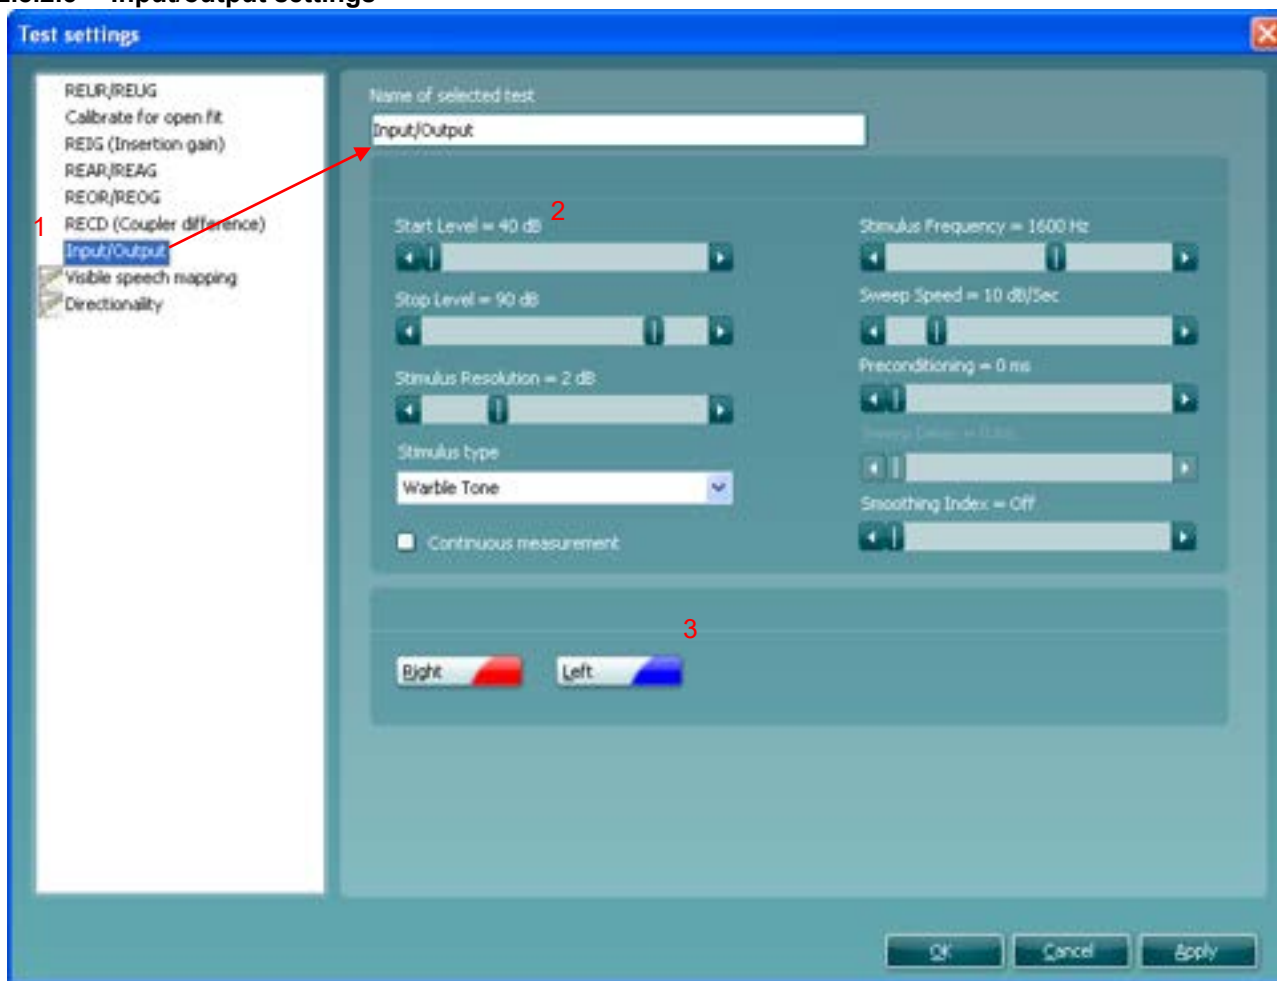 Input/output settings
Test settings
REUR/REUG
Calibrate for open fit
REIG (Insertion gain)
REAR/REAG
REOR/REOG
1
RECD (Coupler difference)
Input/Output
Visible speech mapping
Directionality
Name of selected test
Input/Output
2
Start Level = 40 dB
Stop Level = 90 dB
Stimulus Resolution = 2 dB
Stimulus type
Warble Tone
Continuous measurement
Stimulus Frequency = 1600 Hz
Sweep Speed = 10 dB/Sec
Preconditioning = 0 ms
Smoothing Index = Off
3
Right
Left
OK
Cancel
Apply